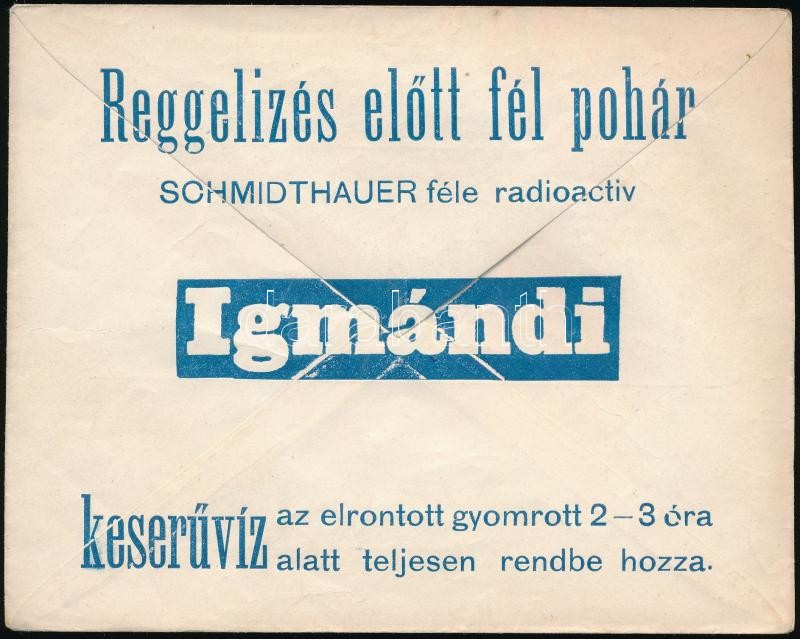 Reggelizés előtt fél pohár
SCHMIDTHAUER féle radioactiv
Igmándi
keserűvíz az elrontott gyomrott 2–3 óra
alatt teljesen rendbe hozza.